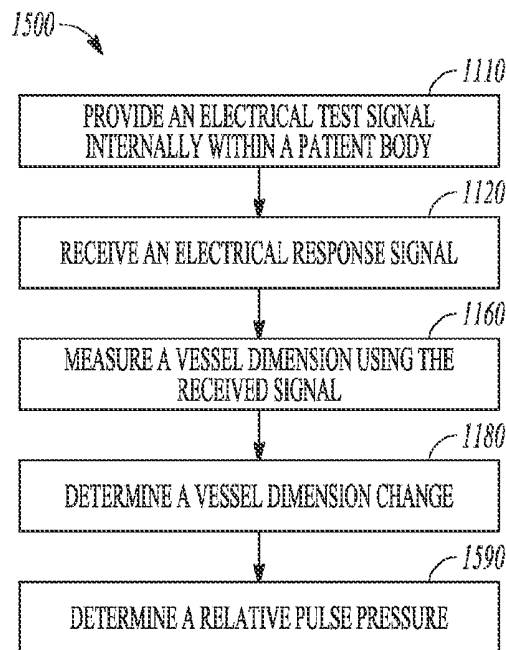 1500
1110
PROVIDE AN ELECTRICAL TEST SIGNAL
INTERNALLY WITHIN A PATIENT BODY
1120
RECEIVE AN ELECTRICAL RESPONSE SIGNAL
1160
MEASURE A VESSEL DIMENSION USING THE
RECEIVED SIGNAL
1180
DETERMINE A VESSEL DIMENSION CHANGE
1590
DETERMINE A RELATIVE PULSE PRESSURE